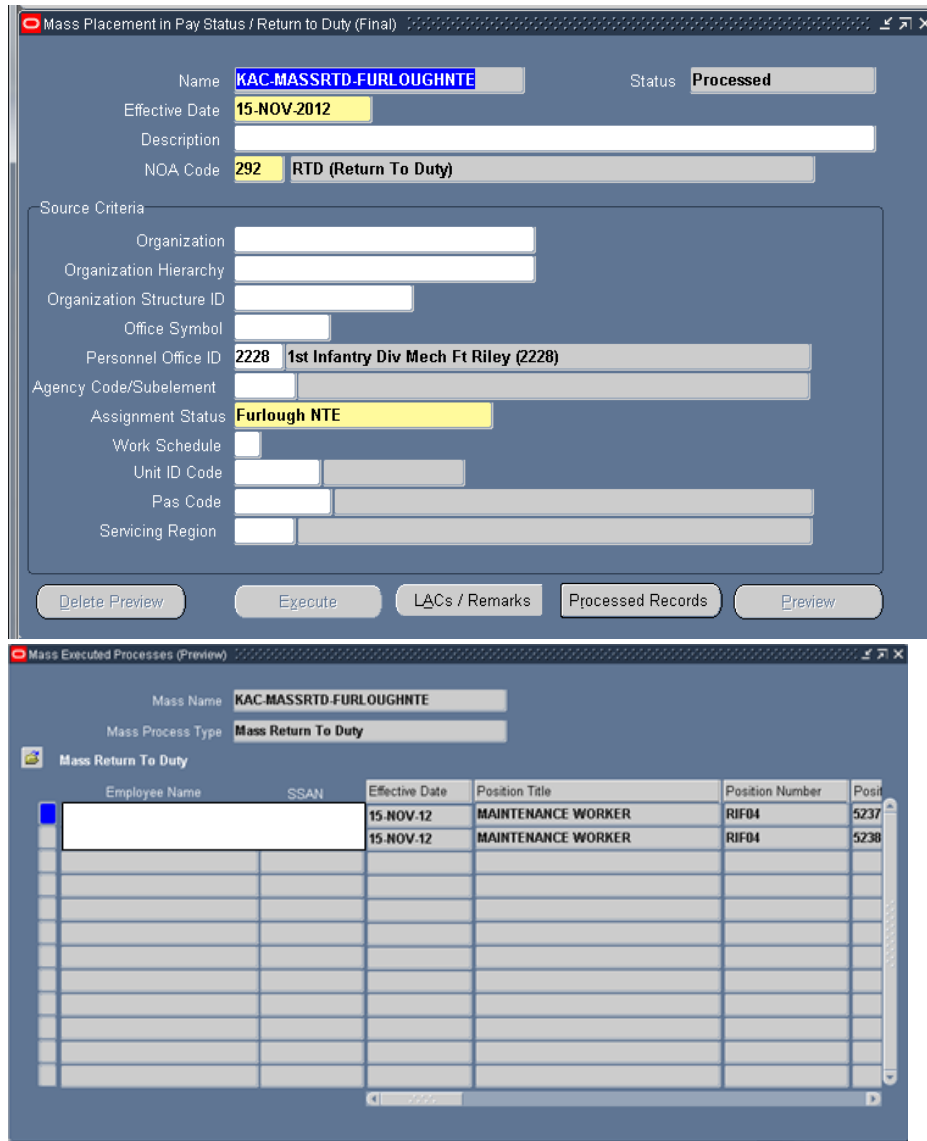 Mass Placement in Pay Status / Return to Duty (Final)
Name KAC-MASSRTD-FURLOUGHNTE Status Processed
Effective Date 15-NOV-2012
Description
NOA Code 292 RTD (Return To Duty)
Source Criteria
Organization
Organization Hierarchy
Organization Structure ID
Office Symbol
Personnel Office ID 2228 1st Infantry Div Mech Ft Riley (2228)
Agency Code/Subelement
Assignment Status Furlough NTE
Work Schedule
Unit ID Code
Pas Code
Servicing Region
Delete Preview Execute LACs / Remarks Processed Records Preview
Mass Executed Processes (Preview)
Mass Name KAC-MASSRTD-FURLOUGHNTE
Mass Process Type Mass Return To Duty
Mass Return To Duty
Employee Name SSAN Effective Date Position Title Position Number Posit
15-NOV-12 MAINTENANCE WORKER RIF04 5237
15-NOV-12 MAINTENANCE WORKER RIF04 5238